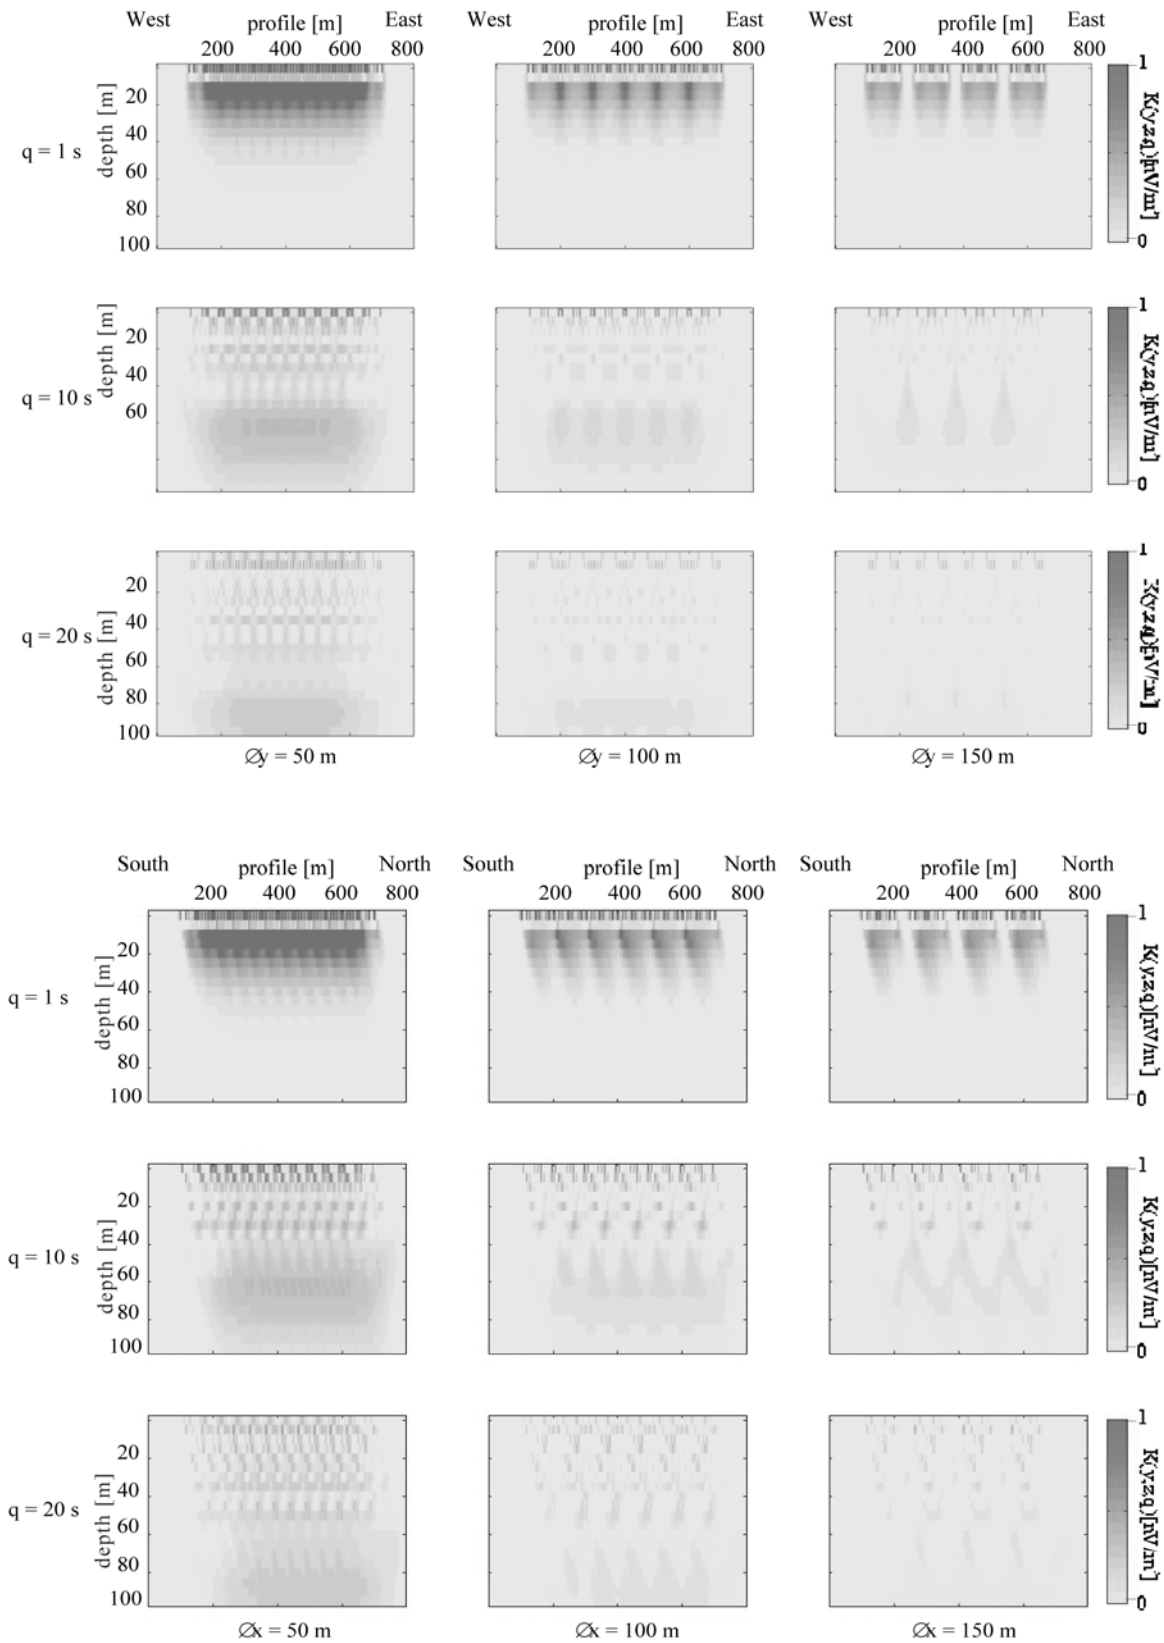 West profile [m] East West profile [m] East West profile [m] East
200 400 600 800 200 400 600 800 200 400 600 800
q = 1 s
depth [m]
20
40
60
80
100
1
0
q = 10 s
depth [m]
20
40
60
1
0
q = 20 s
depth [m]
20
40
60
80
100
1
0
∅y = 50 m ∅y = 100 m ∅y = 150 m
South profile [m] North South profile [m] North South profile [m] North
200 400 600 800 200 400 600 800 200 400 600 800
q = 1 s
depth [m]
20
40
60
80
100
1
0
q = 10 s
depth [m]
20
40
60
80
100
1
0
q = 20 s
depth [m]
20
40
60
80
100
1
0
∅x = 50 m ∅x = 100 m ∅x = 150 m